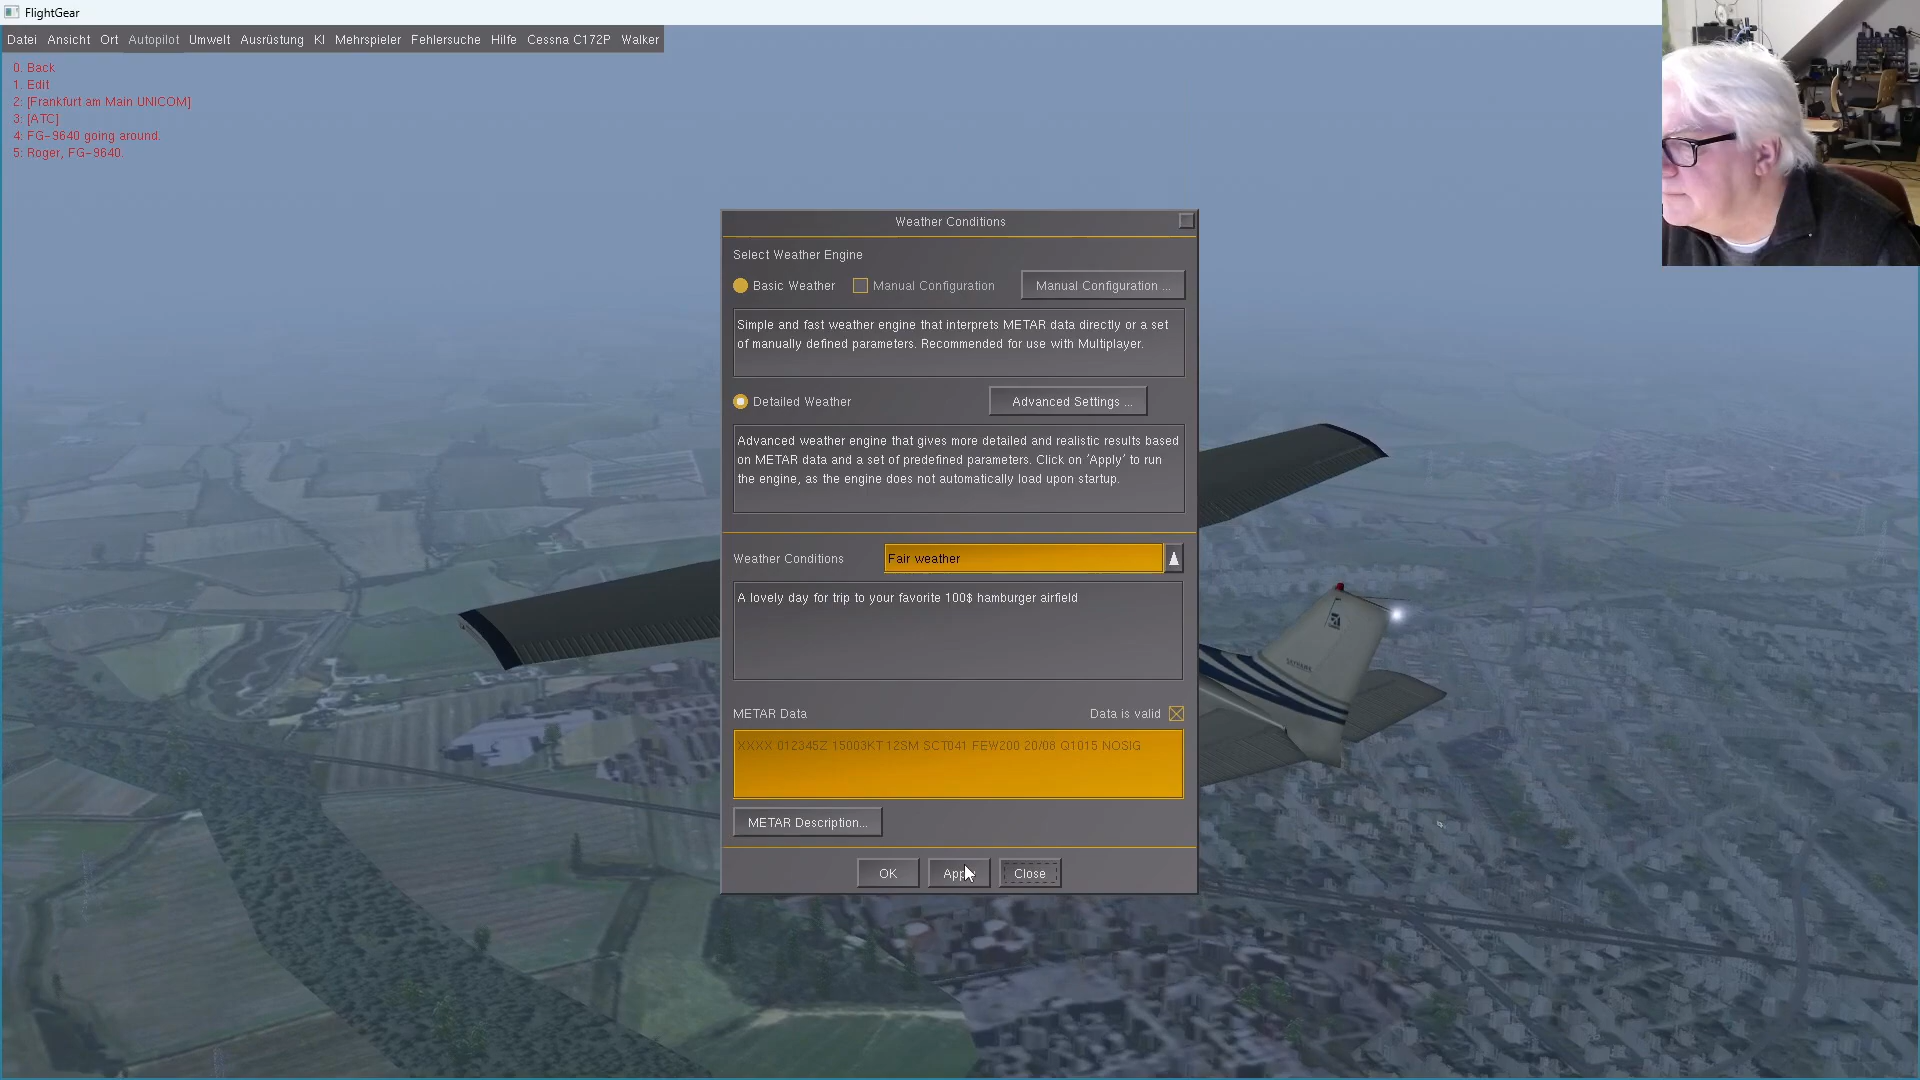 FlightGear
Datei Ansicht Ort Autopilot Umwelt Ausrüstung KI Mehrspieler Fehlersuche Hilfe Cessna C172P Walker
0. Back
1. Edit
2: [Frankfurt am Main UNICOM]
3: [ATC]
4: FG-9640 going around.
5: Roger, FG-9640.
Weather Conditions
Select Weather Engine
Basic Weather Manual Configuration Manual Configuration ...
Simple and fast weather engine that interprets METAR data directly or a set
of manually defined parameters. Recommended for use with Multiplayer.
Detailed Weather Advanced Settings ...
Advanced weather engine that gives more detailed and realistic results based
on METAR data and a set of predefined parameters. Click on 'Apply' to run
the engine, as the engine does not automatically load upon startup.
Weather Conditions Fair weather
A lovely day for trip to your favorite 100$ hamburger airfield
METAR Data Data is valid
XXXX 012345Z 15003KT 12SM SCT041 FEW200 20/08 Q1015 NOSIG
METAR Description...
OK Apply Close